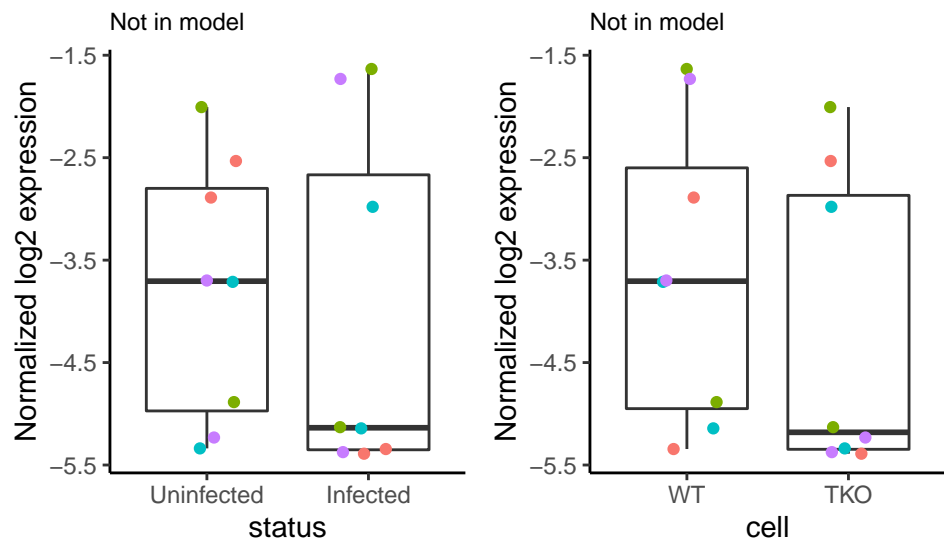 Not in model
Normalized log2 expression
−1.5
−2.5
−3.5
−4.5
−5.5
Uninfected
Infected
status
Not in model
Normalized log2 expression
−1.5
−2.5
−3.5
−4.5
−5.5
WT
TKO
cell